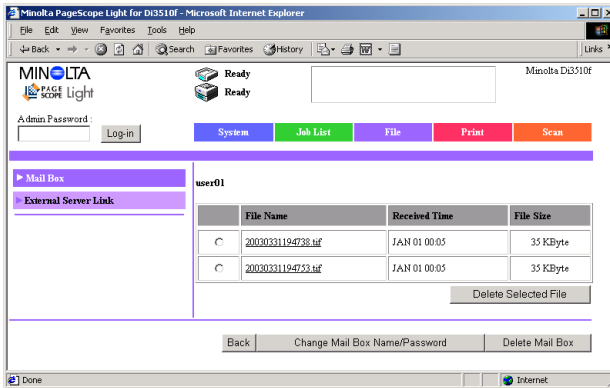 Minolta PageScope Light for Di3510f - Microsoft Internet Explorer
File Edit View Favorites Tools Help
Back Search Favorites History Links
MINOLTA Ready Minolta Di3510f
PAGE SCOPE Light Ready
Admin Password :
Log-in System Job List File Print Scan
Mail Box user01
External Server Link
File Name Received Time File Size
20030331194738.tif JAN 01 00:05 35 KByte
20030331194753.tif JAN 01 00:05 35 KByte
Delete Selected File
Back Change Mail Box Name/Password Delete Mail Box
Done Internet